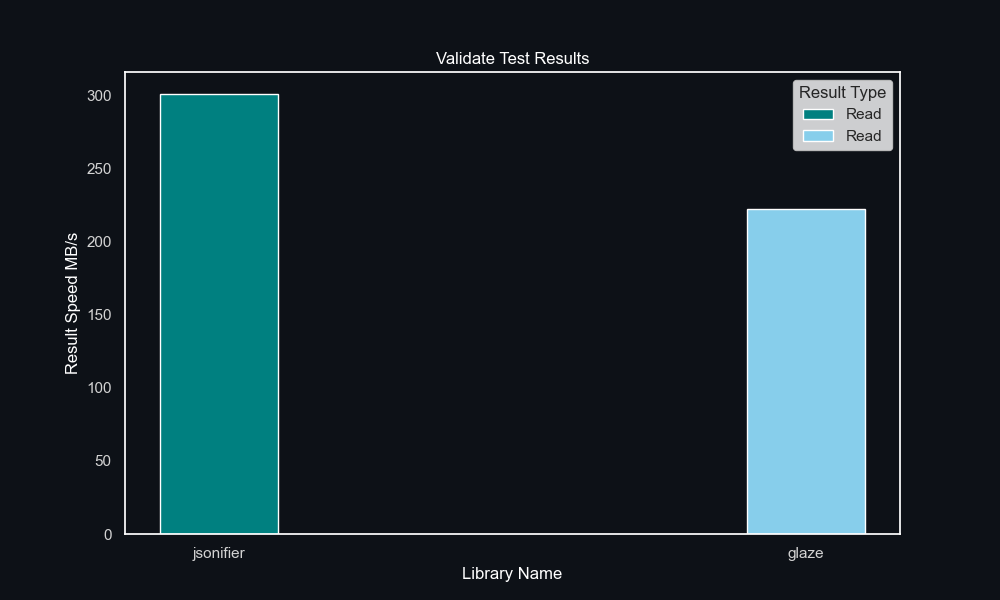 Validate Test Results
Result Type
Read
Read
300
250
200
150
100
50
0
Result Speed MB/s
jsonifier
glaze
Library Name